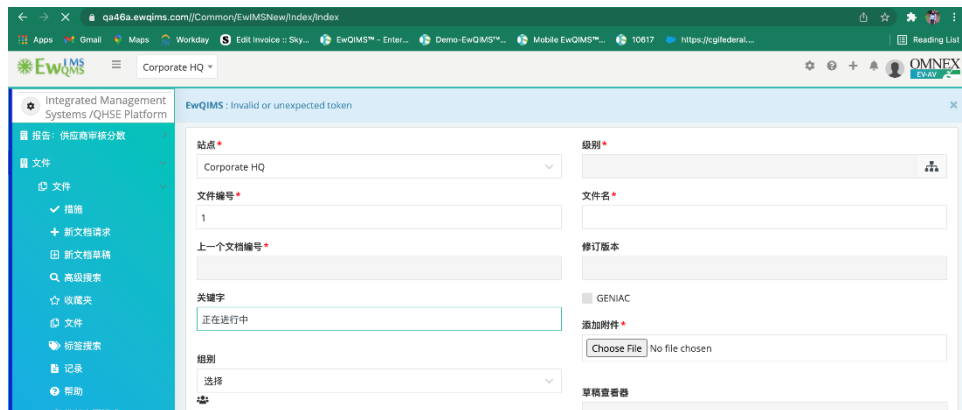 qa46a.ewqims.com//Common/EwIMSNew/Index/Index
Apps Gmail Maps Workday Edit Invoice :: Sky... EwQIMS™ - Enter... Demo-EwQIMS™... Mobile EwQIMS™... 10617 https://cgifederal.... Reading List
EwQIMS Corporate HQ OMNEX
EV-AV
Integrated Management
Systems /QHSE Platform
EwQIMS : Invalid or unexpected token
报告：供应商审核分数
文件
文件
措施
新文档请求
新文档草稿
高级搜索
收藏夹
文件
标签搜索
记录
帮助
站点*
Corporate HQ
级别*
文件编号*
1
文件名*
上一个文档编号*
修订版本
关键字
正在进行中
GENIAC
添加附件*
Choose File No file chosen
组别
选择
草稿查看器